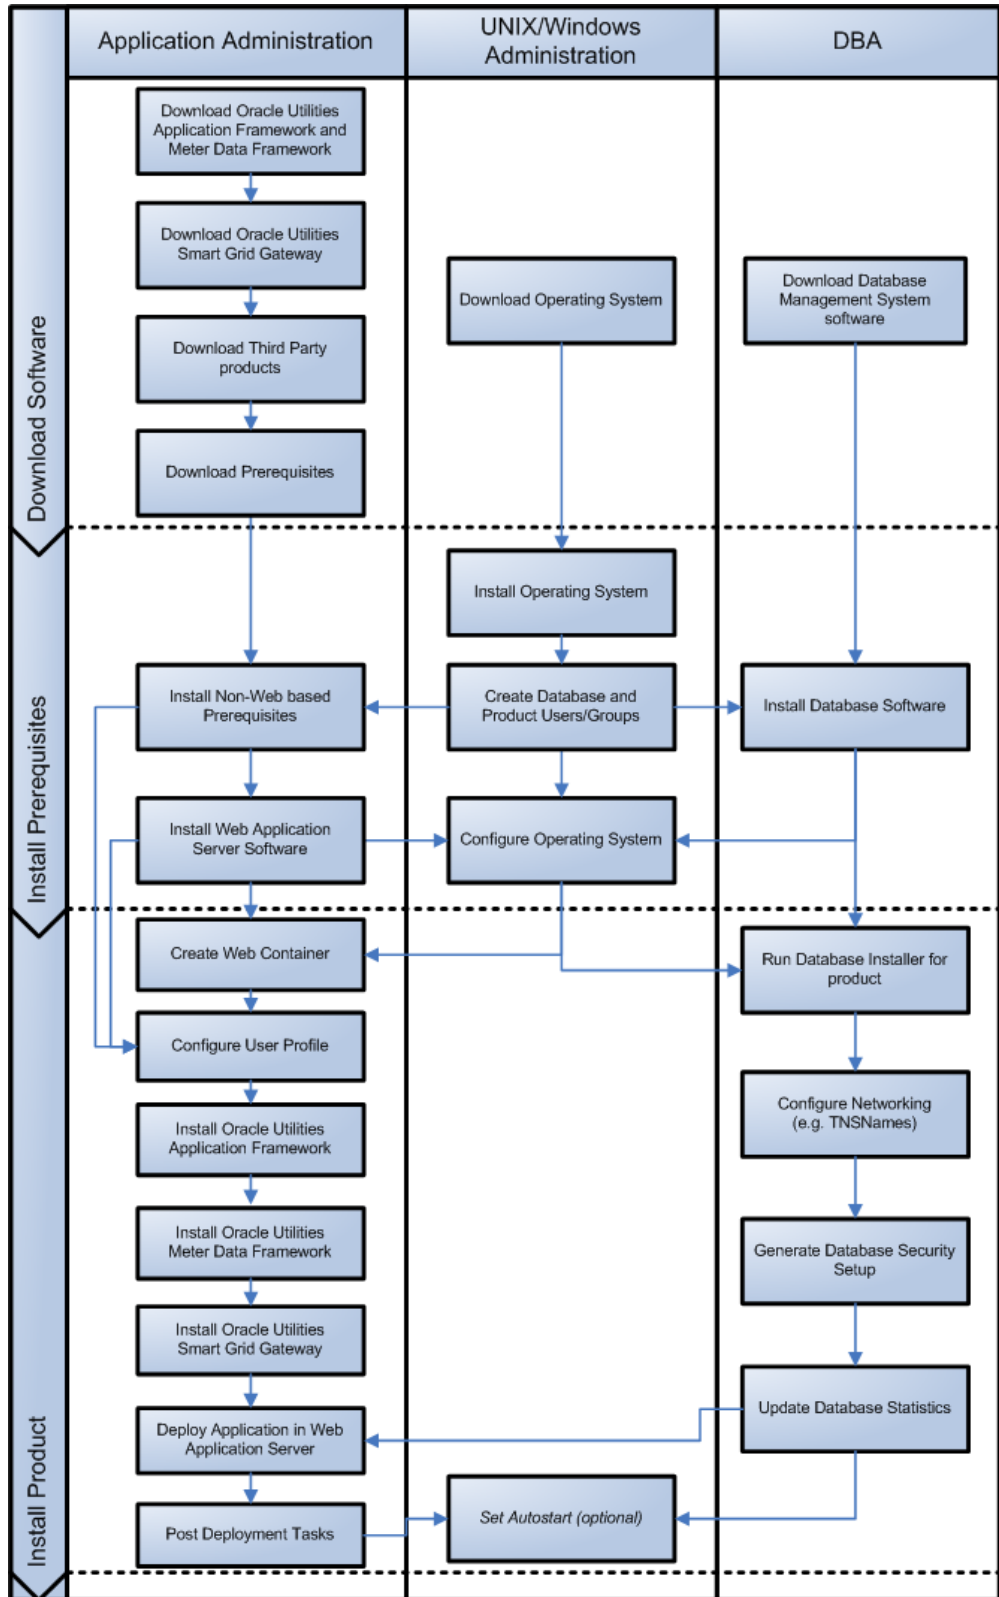 Application Administration
UNIX/Windows
Administration
DBA
Download Software
Download Oracle Utilities
Application Framework and
Meter Data Framework
Download Oracle Utilities
Smart Grid Gateway
Download Third Party
products
Download Prerequisites
Download Operating System
Download Database
Management System
software
Install Prerequisites
Install Operating System
Install Non-Web based
Prerequisites
Create Database and
Product Users/Groups
Install Database Software
Install Web Application
Server Software
Configure Operating System
Install Product
Create Web Container
Run Database Installer for
product
Configure User Profile
Configure Networking
(e.g. TNSNames)
Install Oracle Utilities
Application Framework
Install Oracle Utilities
Meter Data Framework
Generate Database Security
Setup
Install Oracle Utilities
Smart Grid Gateway
Update Database Statistics
Deploy Application in Web
Application Server
Post Deployment Tasks
Set Autostart (optional)